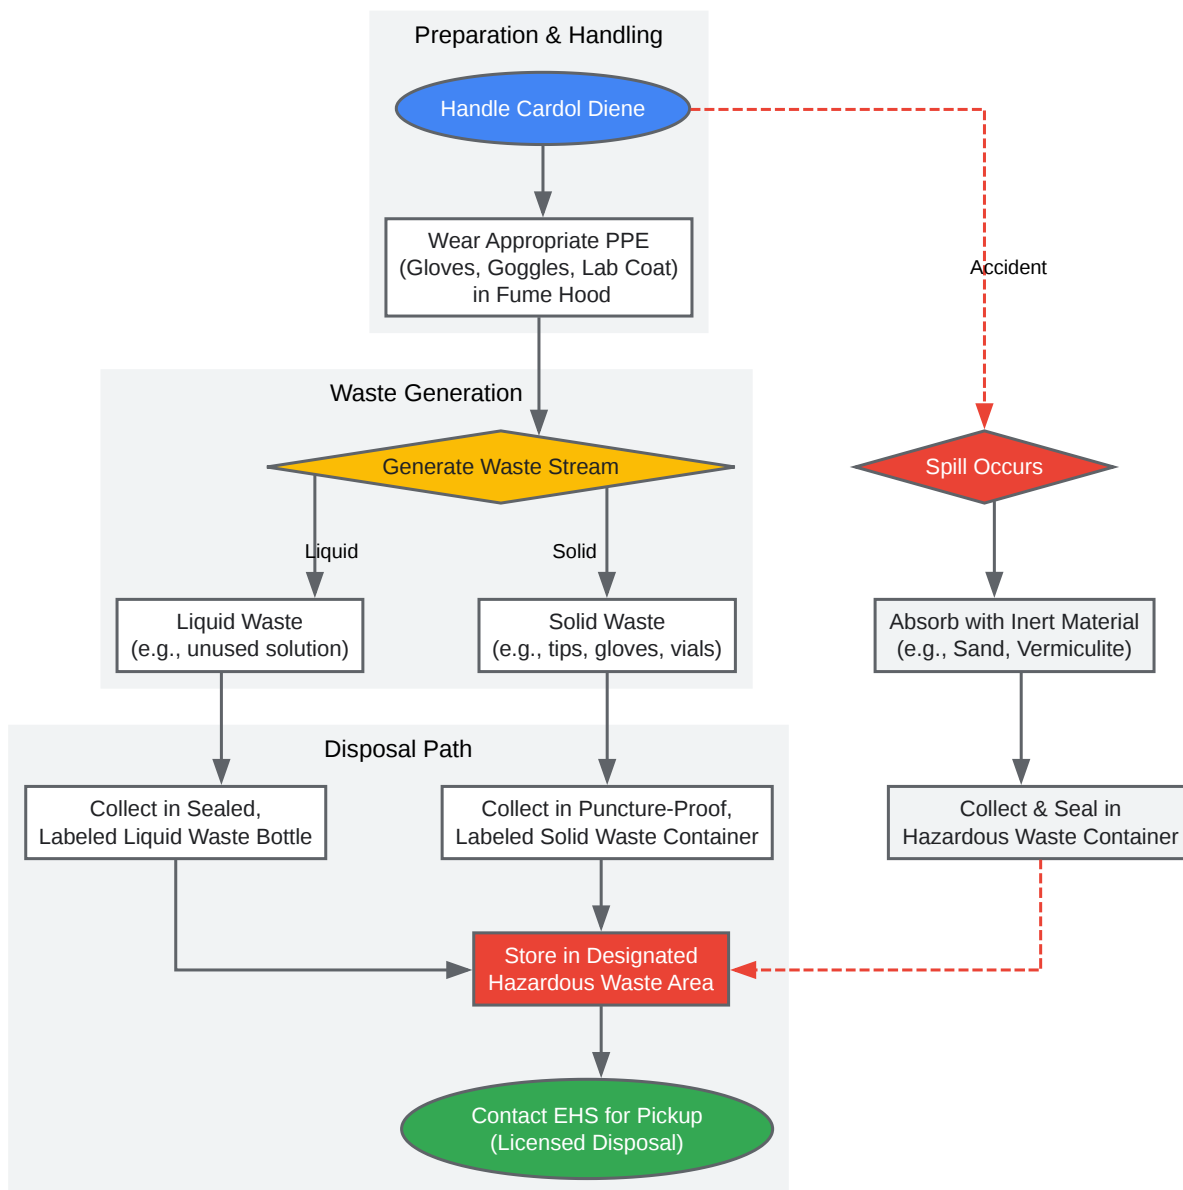 Preparation & Handling
Handle Cardol Diene
Wear Appropriate PPE
(Gloves, Goggles, Lab Coat)
in Fume Hood
Accident
Waste Generation
Generate Waste Stream
Spill Occurs
Liquid
Solid
Liquid Waste
(e.g., unused solution)
Solid Waste
(e.g., tips, gloves, vials)
Absorb with Inert Material
(e.g., Sand, Vermiculite)
Disposal Path
Collect in Sealed,
Labeled Liquid Waste Bottle
Collect in Puncture-Proof,
Labeled Solid Waste Container
Collect & Seal in
Hazardous Waste Container
Store in Designated
Hazardous Waste Area
Contact EHS for Pickup
(Licensed Disposal)